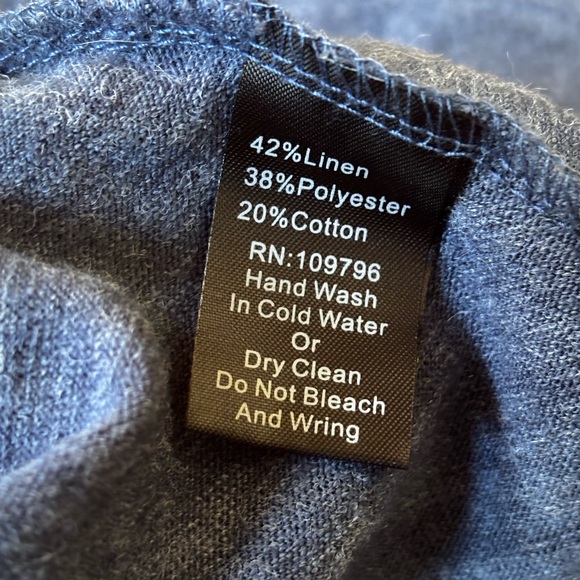 42%Linen
38%Polyester
20%Cotton
RN:109796
Hand Wash
In Cold Water
Or
Dry Clean
Do Not Bleach
And Wring